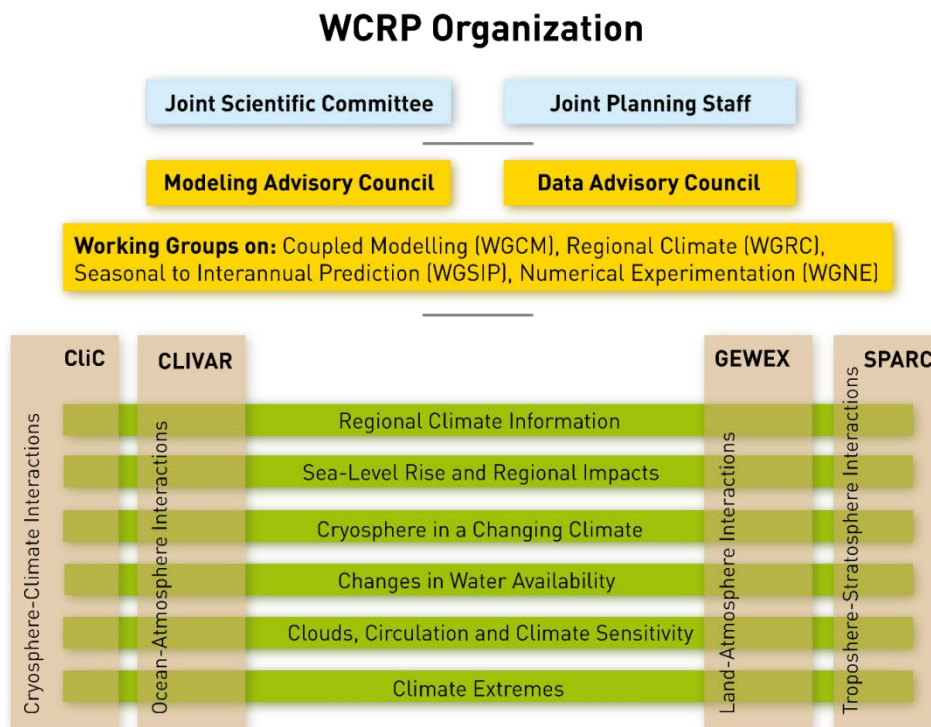 WCRP Organization
Joint Scientific Committee
Joint Planning Staff
Modeling Advisory Council
Data Advisory Council
Working Groups on: Coupled Modelling (WGCM), Regional Climate (WGRC),
Seasonal to Interannual Prediction (WGSIP), Numerical Experimentation (WGNE)
CliC
CLIVAR
GEWEX
SPARC
Cryosphere-Climate Interactions
Ocean-Atmosphere Interactions
Regional Climate Information
Sea-Level Rise and Regional Impacts
Cryosphere in a Changing Climate
Changes in Water Availability
Clouds, Circulation and Climate Sensitivity
Climate Extremes
Land-Atmosphere Interactions
Troposhere-Stratosphere Interactions